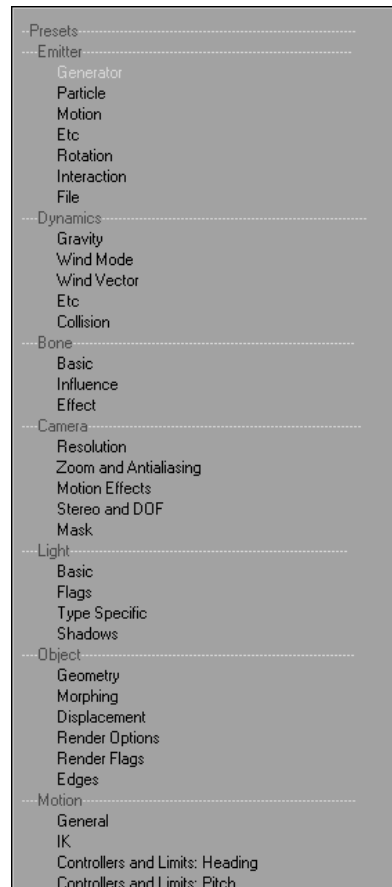 Presets
Emitter
Generator
Particle
Motion
Etc
Rotation
Interaction
File
Dynamics
Gravity
Wind Mode
Wind Vector
Etc
Collision
Bone
Basic
Influence
Effect
Camera
Resolution
Zoom and Antialiasing
Motion Effects
Stereo and DOF
Mask
Light
Basic
Flags
Type Specific
Shadows
Object
Geometry
Morphing
Displacement
Render Options
Render Flags
Edges
Motion
General
IK
Controllers and Limits: Heading
Controllers and Limits: Pitch